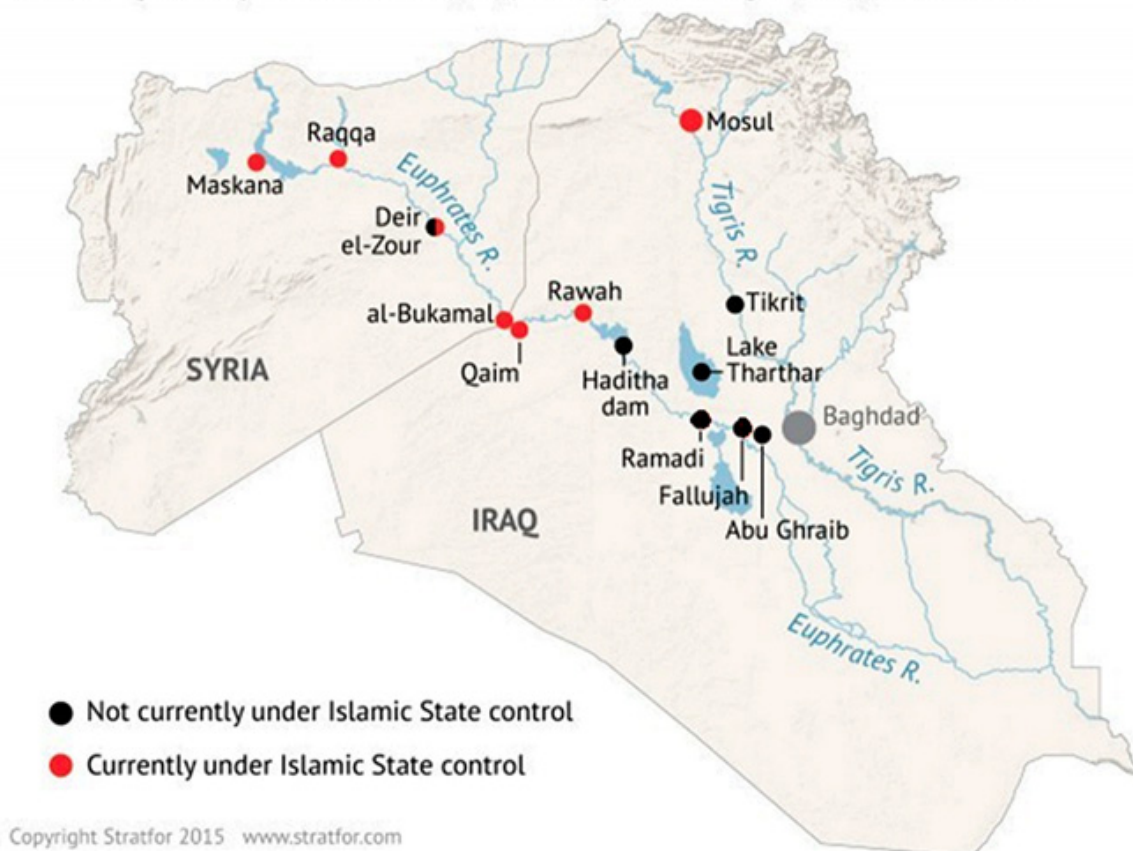 Mosul
Raqqa
Maskana
Euphrates R.
Tigris R.
Deir
el-Zour
Rawah
al-Bukamal
Tikrit
Qaim
Lake
Tharthar
SYRIA
Haditha
dam
Baghdad
Ramadi
Tigris R.
Fallujah
IRAQ
Abu Ghraib
Euphrates R.
Not currently under Islamic State control
Currently under Islamic State control
Copyright Stratfor 2015 www.stratfor.com